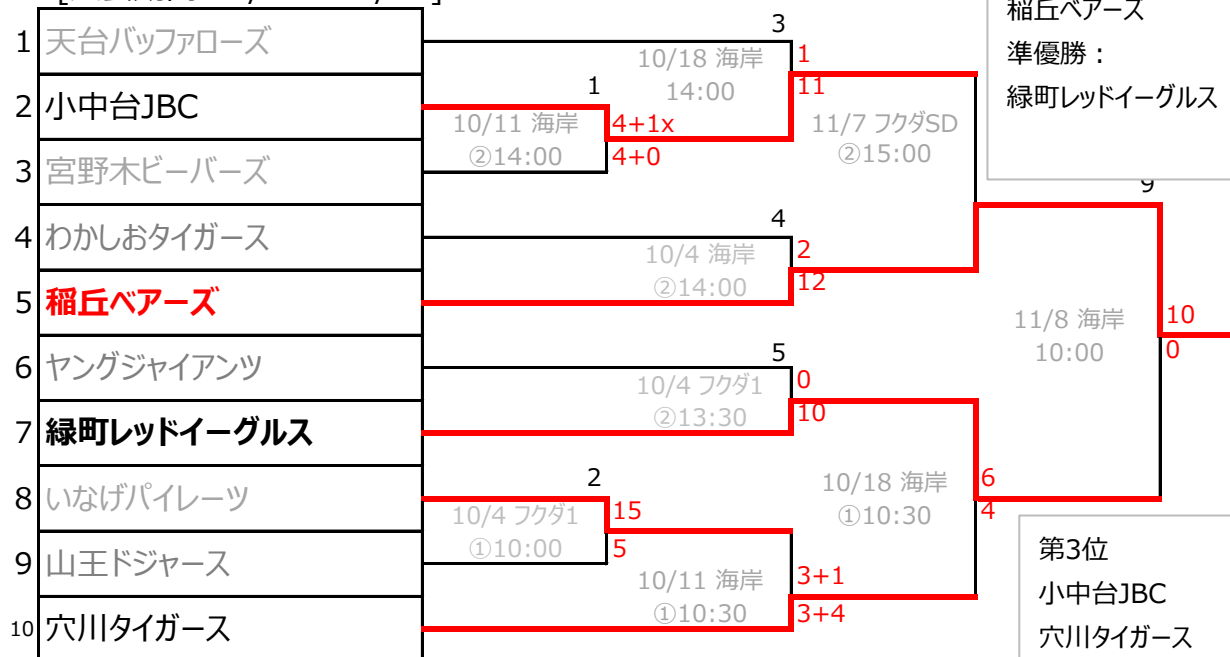 稲丘ベアーズ
準優勝：
緑町レッドイーグルス
1 天台バッファローズ
3
10/18 海岸
14:00
1
11
2 小中台JBC
1
10/11 海岸
②14:00
4+1x
4+0
11/7 フクダSD
②15:00
3 宮野木ビーバーズ
9
4 わかしおタイガース
4
10/4 海岸
②14:00
2
12
5 稲丘ベアーズ
11/8 海岸
10:00
10
0
6 ヤングジャイアンツ
5
10/4 フクダ1
②13:30
0
10
7 緑町レッドイーグルス
8 いなげパイレーツ
2
10/4 フクダ1
①10:00
15
5
10/18 海岸
①10:30
6
4
9 山王ドジャース
10/11 海岸
①10:30
3+1
3+4
10 穴川タイガース
第3位
小中台JBC
穴川タイガース